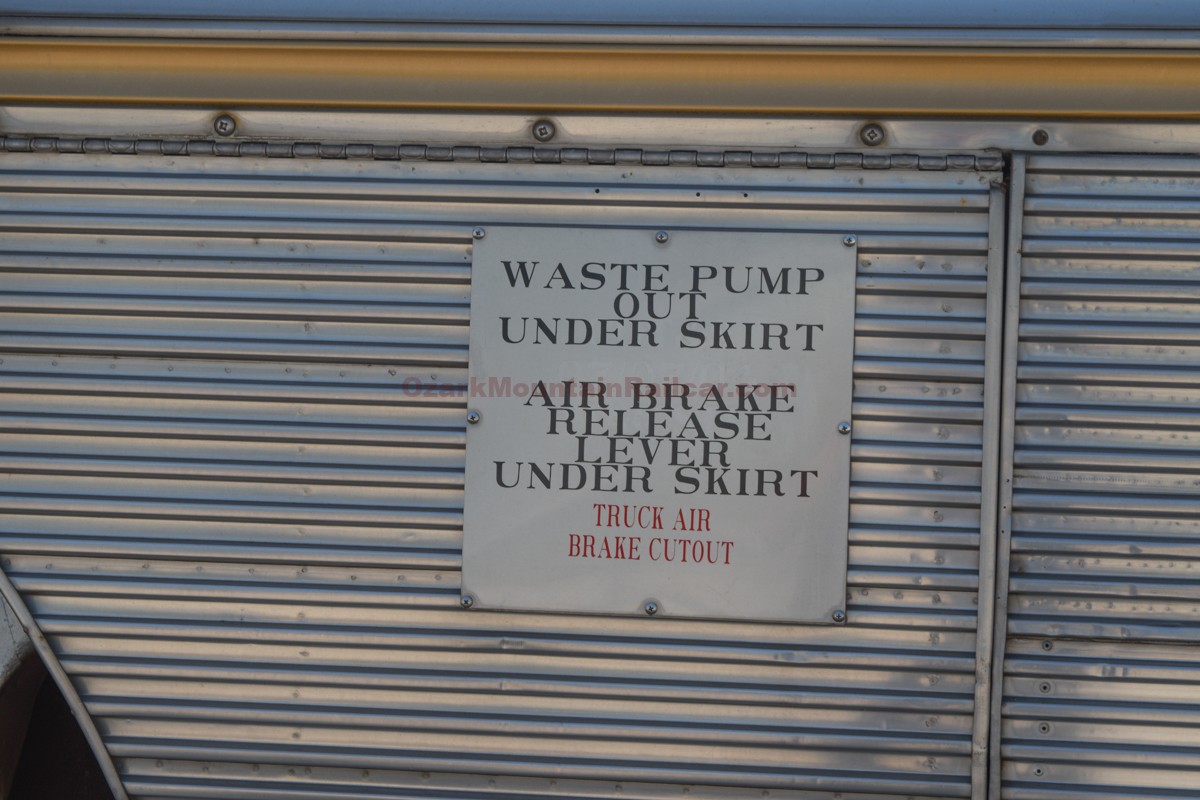 WASTE PUMP
OUT
UNDER SKIRT
OzarkMountainRailcar.com
AIR BRAKE
RELEASE
LEVER
UNDER SKIRT
TRUCK AIR
BRAKE CUTOUT